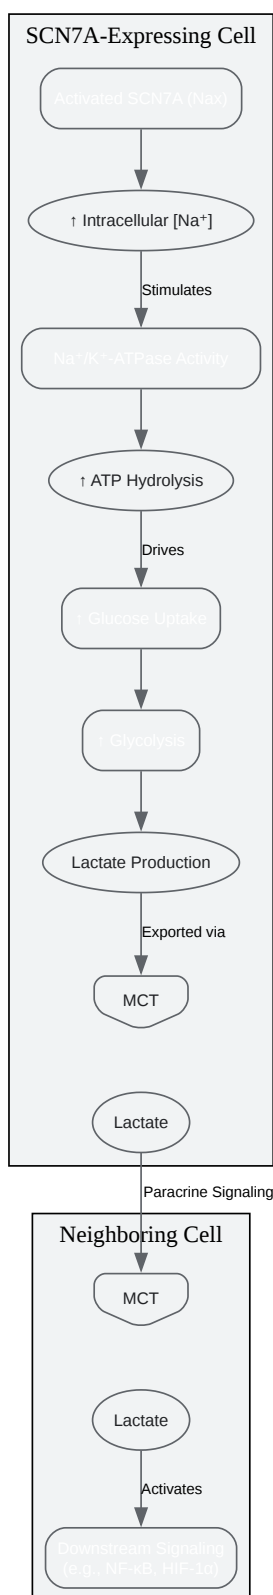 SCN7A-Expressing Cell
Activated SCN7A (Nax)
↑ Intracellular [Na⁺]
Stimulates
Na⁺/K⁺-ATPase Activity
↑ ATP Hydrolysis
Drives
↑ Glucose Uptake
↑ Glycolysis
Lactate Production
Exported via
MCT
Lactate
Paracrine Signaling
Neighboring Cell
MCT
Lactate
Activates
Downstream Signaling
(e.g., NF-κB, HIF-1α)